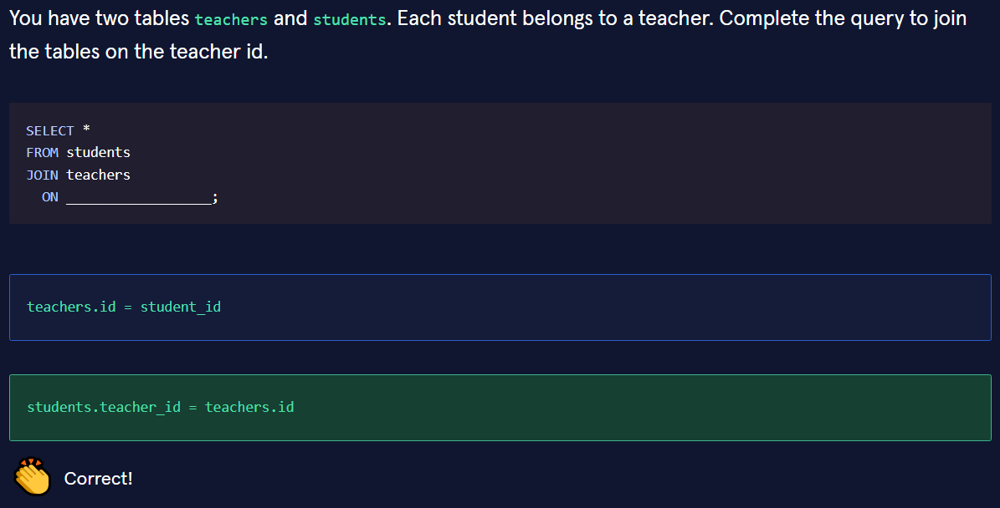 You have two tables teachers and students. Each student belongs to a teacher. Complete the query to join
the tables on the teacher id.
SELECT *
FROM students
JOIN teachers
ON __________________;
teachers.id = student_id
students.teacher_id = teachers.id
Correct!